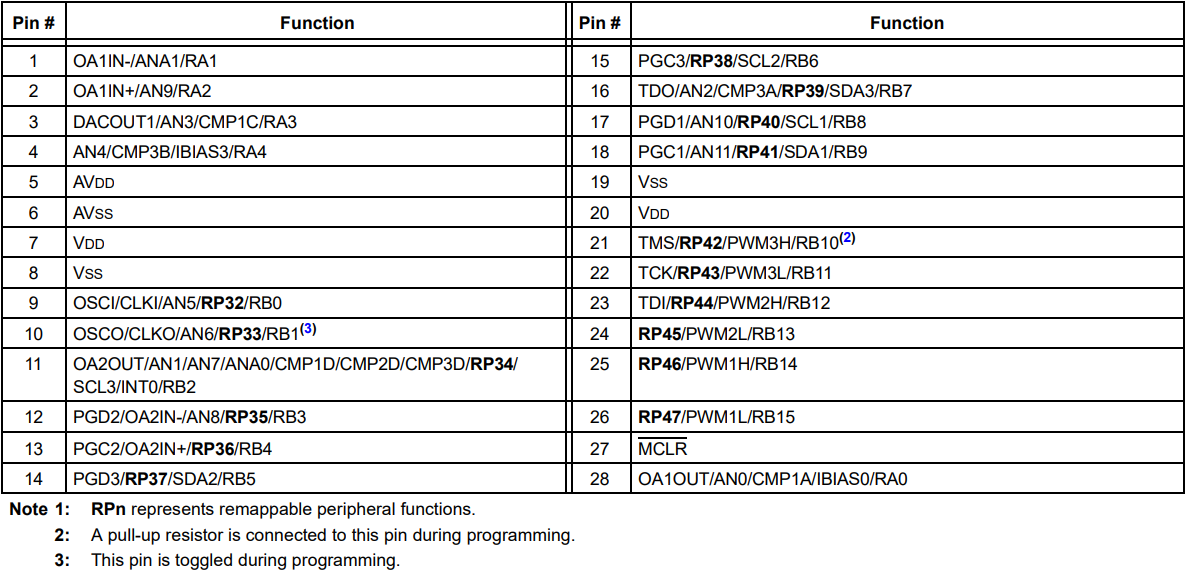 Pin # Function Pin # Function
1 OA1IN-/ANA1/RA1 15 PGC3/RP38/SCL2/RB6
2 OA1IN+/AN9/RA2 16 TDO/AN2/CMP3A/RP39/SDA3/RB7
3 DACOUT1/AN3/CMP1C/RA3 17 PGD1/AN10/RP40/SCL1/RB8
4 AN4/CMP3B/IBIAS3/RA4 18 PGC1/AN11/RP41/SDA1/RB9
5 AVDD 19 VSS
6 AVSS 20 VDD
7 VDD 21 TMS/RP42/PWM3H/RB10(2)
8 VSS 22 TCK/RP43/PWM3L/RB11
9 OSCI/CLKI/AN5/RP32/RB0 23 TDI/RP44/PWM2H/RB12
10 OSCO/CLKO/AN6/RP33/RB1(3) 24 RP45/PWM2L/RB13
11 OA2OUT/AN1/AN7/ANA0/CMP1D/CMP2D/CMP3D/RP34/ 25 RP46/PWM1H/RB14
SCL3/INT0/RB2
12 PGD2/OA2IN-/AN8/RP35/RB3 26 RP47/PWM1L/RB15
13 PGC2/OA2IN+/RP36/RB4 27 MCLR
14 PGD3/RP37/SDA2/RB5 28 OA1OUT/AN0/CMP1A/IBIAS0/RA0
Note 1: RPn represents remappable peripheral functions.
2: A pull-up resistor is connected to this pin during programming.
3: This pin is toggled during programming.